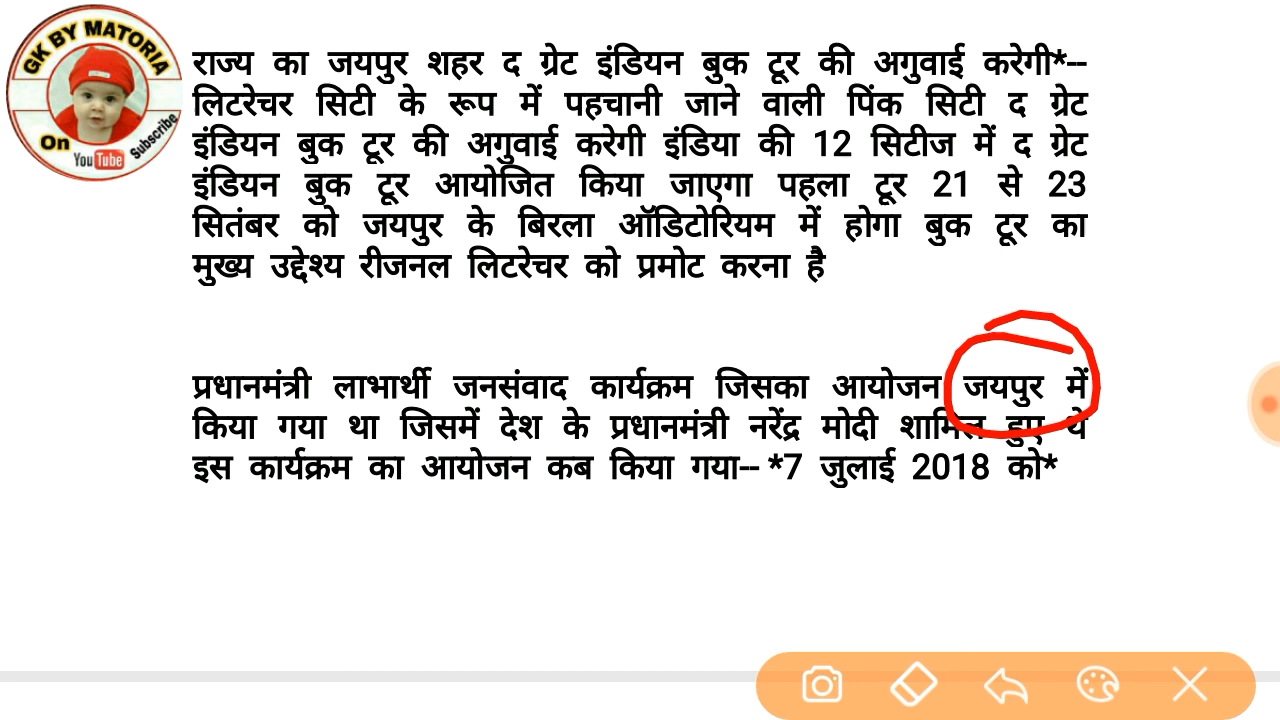 GK BY MATORIA
On
YouTube
Subscribe
राज्य का जयपुर शहर द ग्रेट इंडियन बुक टूर की अगुवाई करेगी*--
लिटरेचर सिटी के रूप में पहचानी जाने वाली पिंक सिटी द ग्रेट
इंडियन बुक टूर की अगुवाई करेगी इंडिया की 12 सिटीज में द ग्रेट
इंडियन बुक टूर आयोजित किया जाएगा पहला टूर 21 से 23
सितंबर को जयपुर के बिरला ऑडिटोरियम में होगा बुक टूर का
मुख्य उद्देश्य रीजनल लिटरेचर को प्रमोट करना है
प्रधानमंत्री लाभार्थी जनसंवाद कार्यक्रम जिसका आयोजन जयपुर में
किया गया था जिसमें देश के प्रधानमंत्री नरेंद्र मोदी शामिल हुए थे
इस कार्यक्रम का आयोजन कब किया गया-- *7 जुलाई 2018 को*